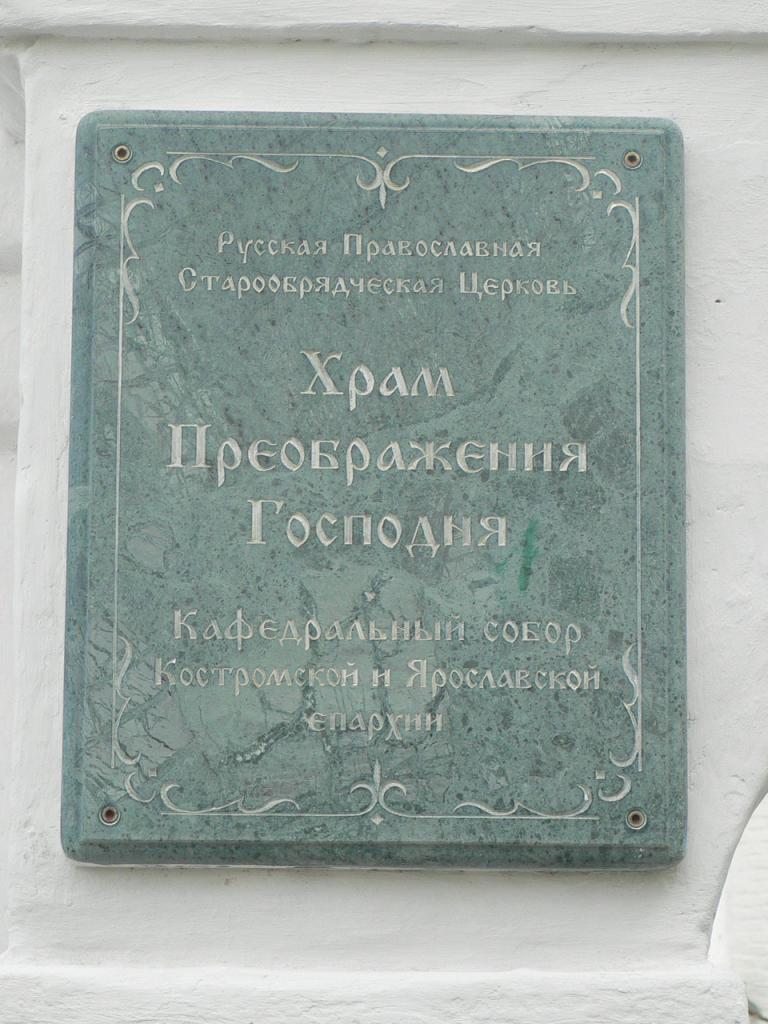 Русская Православная
Старообрядческая Церковь
Храм
Преображения
Господня
Кафедральный собор
Костромской и Ярославской
епархии